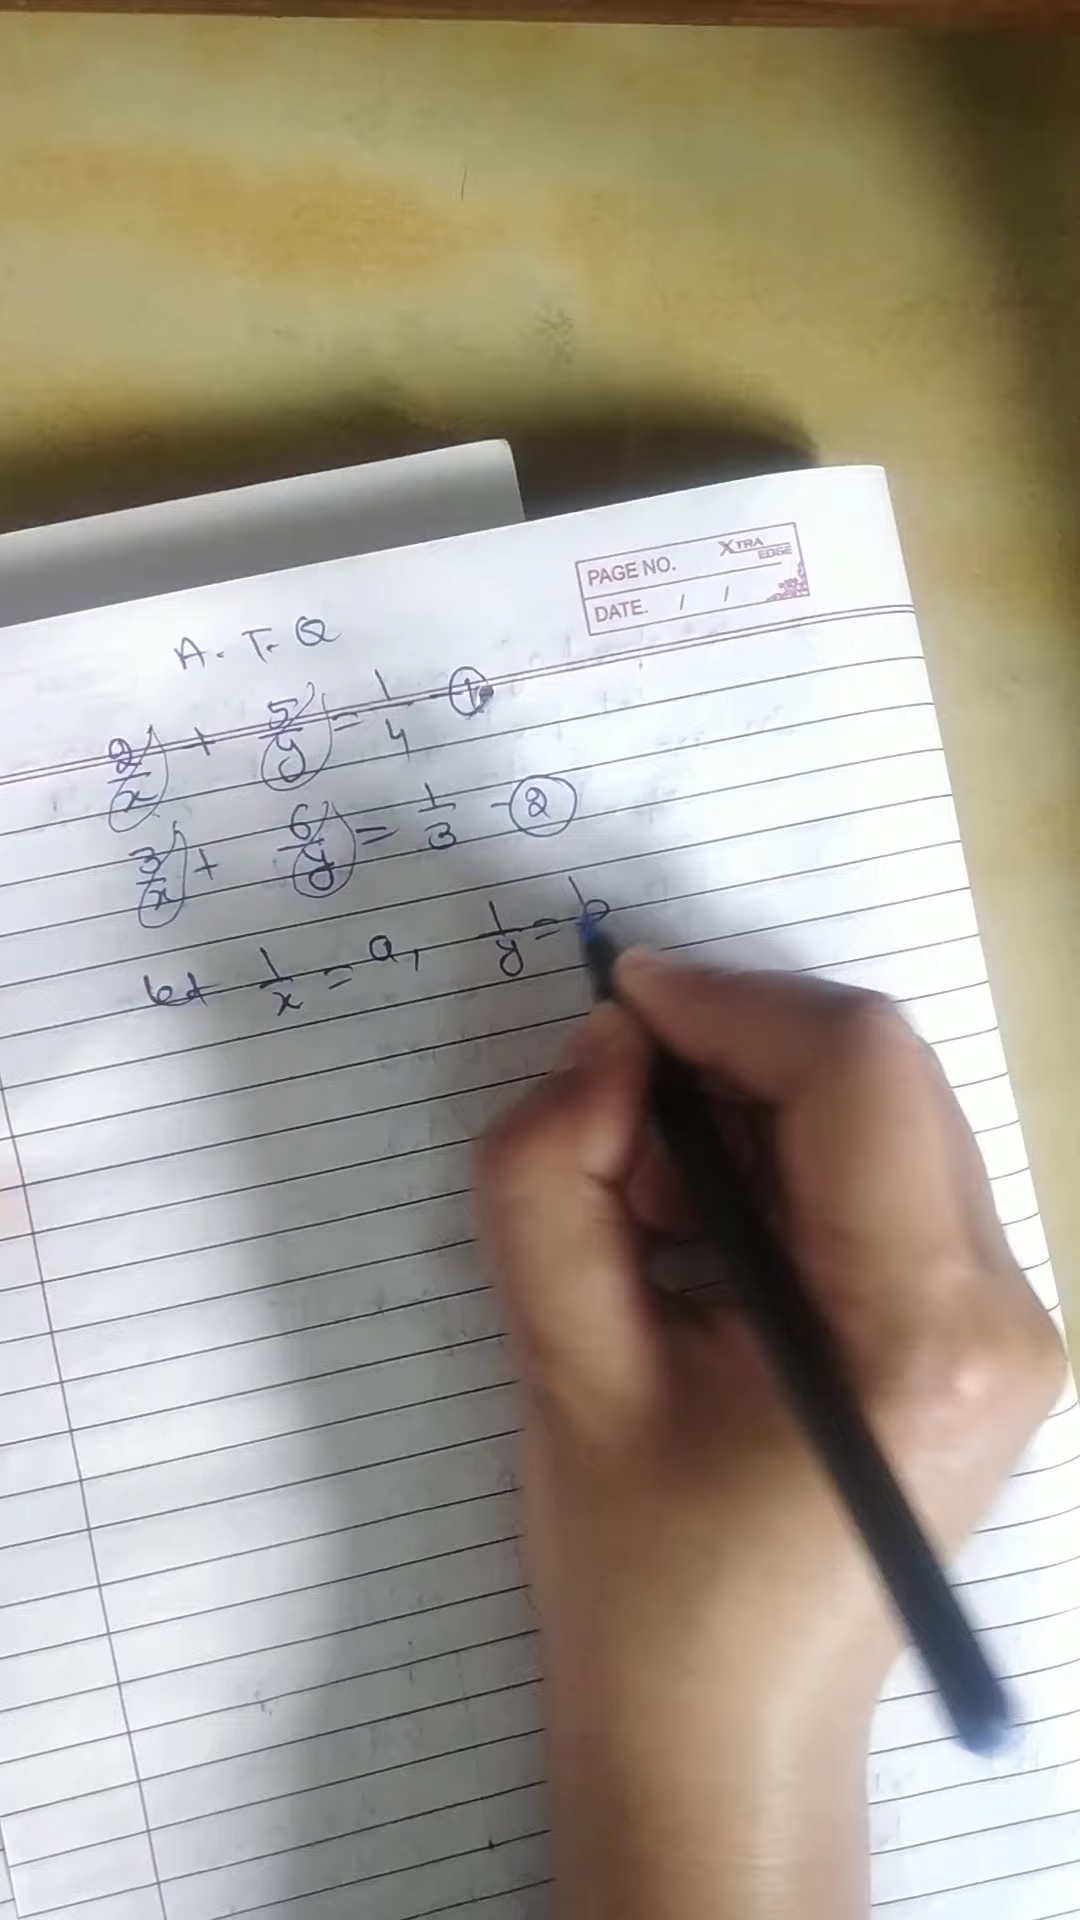 PAGE NO. XTRA EDGE
DATE. / /
A. T. Q
2/x + 5/y = 1/4 - ①
3/x + 6/y = 1/3 - ②
let 1/x = a, 1/y = b